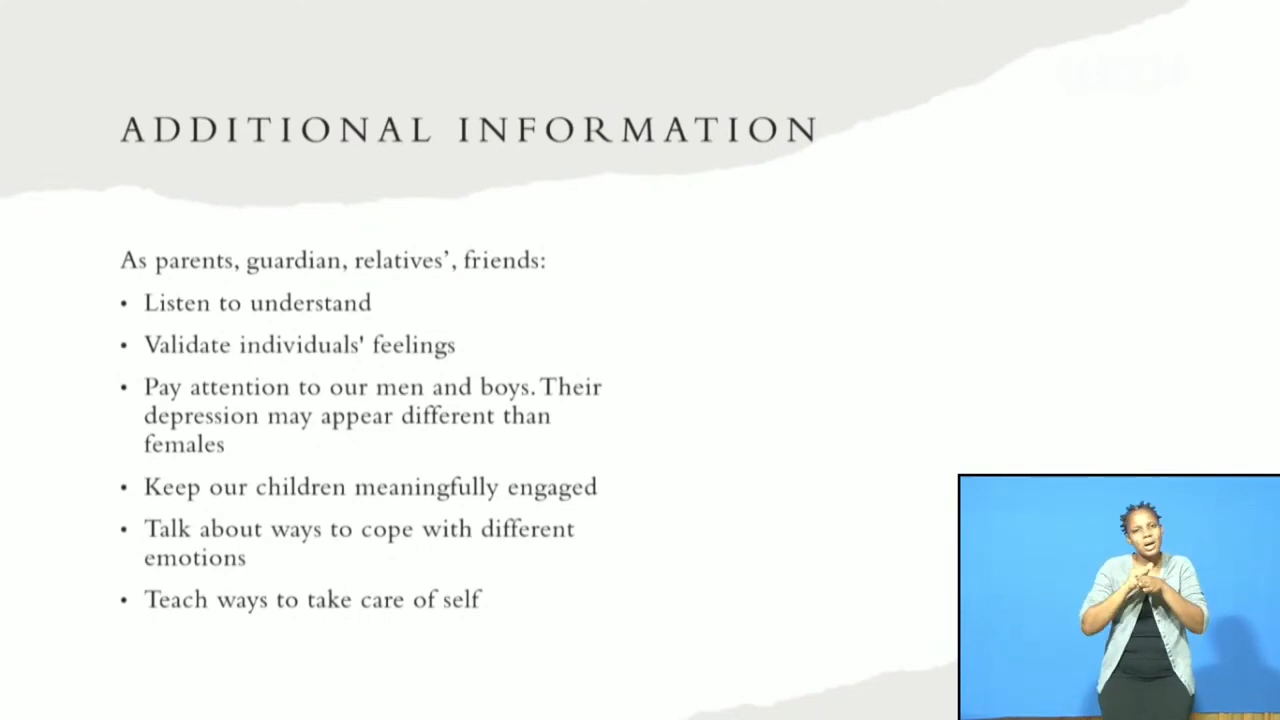 ADDITIONAL INFORMATION
As parents, guardian, relatives’, friends:
• Listen to understand
• Validate individuals' feelings
• Pay attention to our men and boys. Their
depression may appear different than
females
• Keep our children meaningfully engaged
• Talk about ways to cope with different
emotions
• Teach ways to take care of self